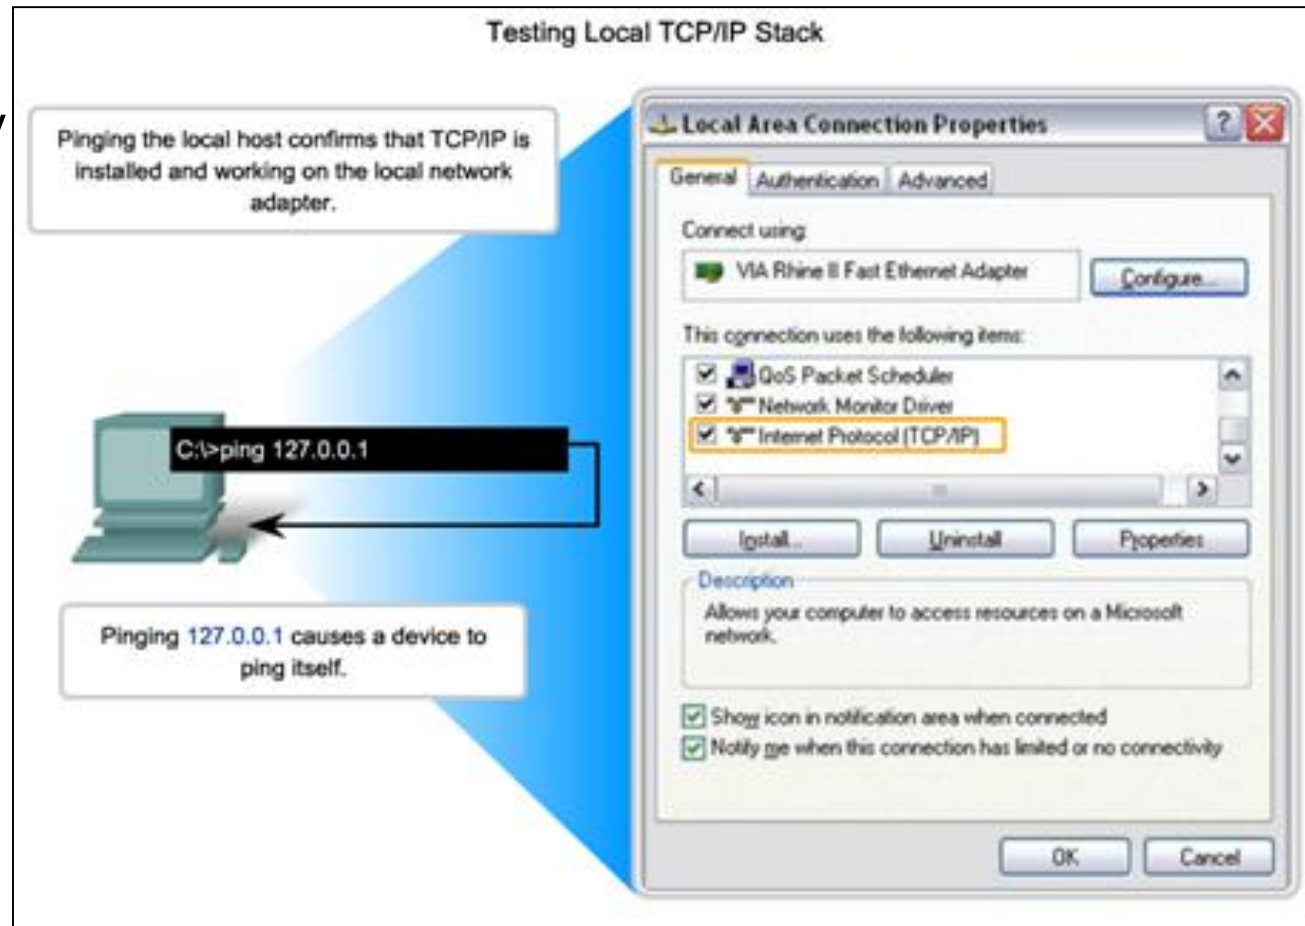 Testing Local TCP/IP Stack
y
Pinging the local host confirms that TCP/IP is
installed and working on the local network
adapter.
C:\>ping 127.0.0.1
Pinging 127.0.0.1 causes a device to
ping itself.
Local Area Connection Properties
General Authentication Advanced
Connect using:
VIA Rhine II Fast Ethernet Adapter
Configure...
This connection uses the following items:
QoS Packet Scheduler
Network Monitor Driver
Internet Protocol (TCP/IP)
Install... Uninstall Properties
Description
Allows your computer to access resources on a Microsoft
network.
Show icon in notification area when connected
Notify me when this connection has limited or no connectivity
OK Cancel